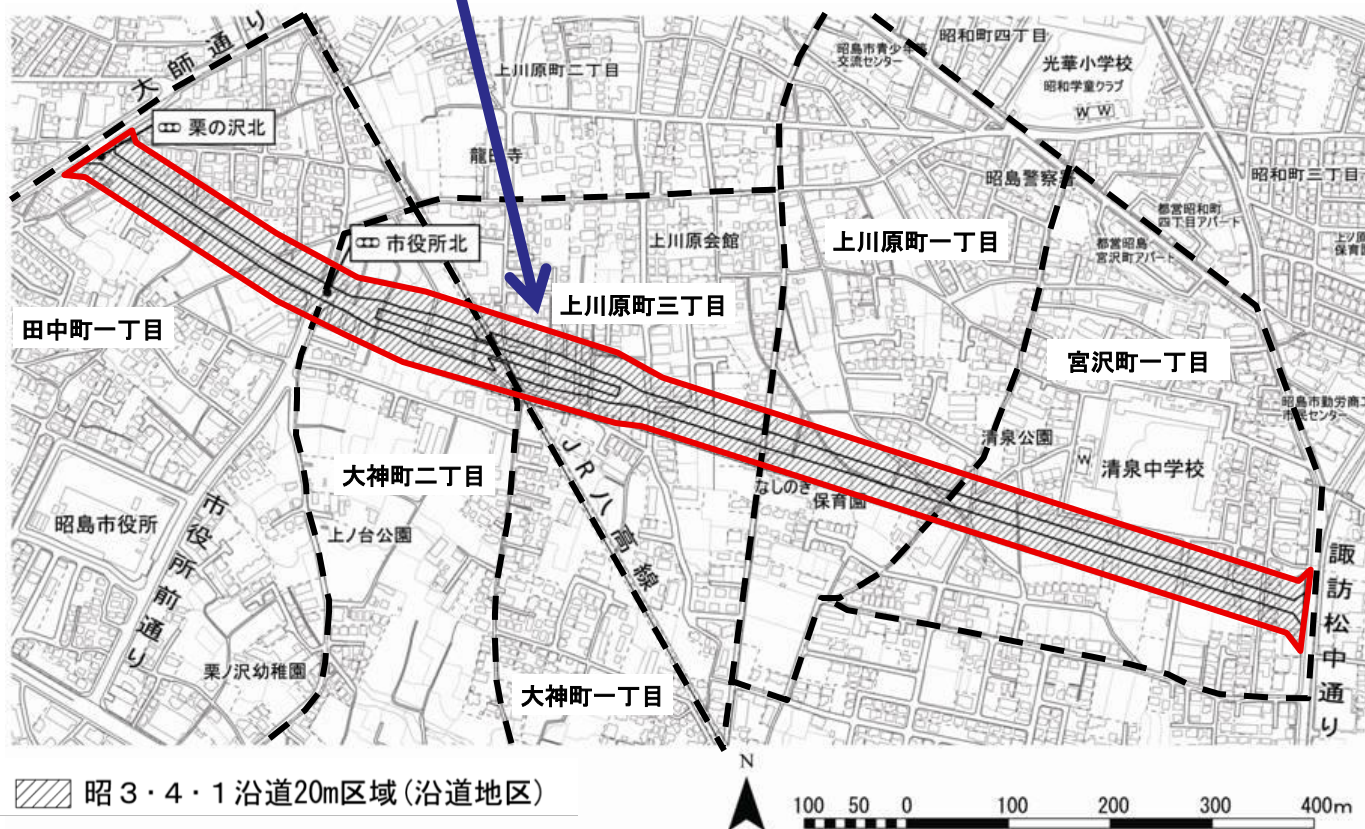 大師通り
栗の沢北
上川原町二丁目
昭島市青少年
交流センター
昭和町四丁目
光華小学校
昭和学童クラブ
W W
龍田寺
昭島警察署
昭和町三丁目
都営昭和町
四丁目アパート
市役所北
上川原会館
上川原町一丁目
都営昭島
宮沢町アパート
保育園
上川原町三丁目
田中町一丁目
宮沢町一丁目
清泉公園
W
清泉中学校
JR八高線
なしのき
保育園
大神町二丁目
昭島市役所
市役所前通り
上ノ台公園
諏訪松中通り
栗ノ沢幼稚園
大神町一丁目
昭3・4・1沿道20m区域(沿道地区)
N
100 50 0 100 200 300 400m